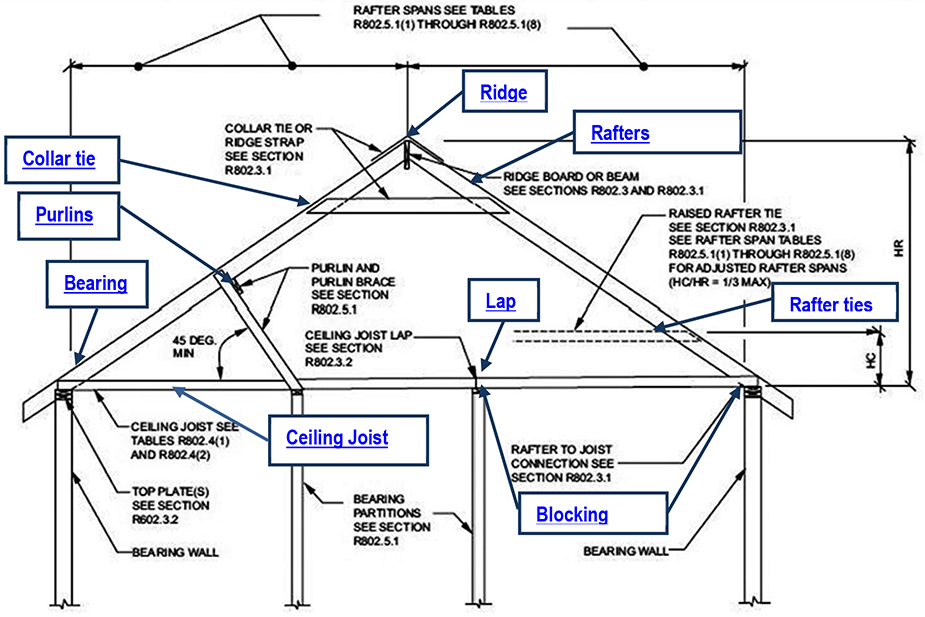 RAFTER SPANS SEE TABLES
R802.5.1(1) THROUGH R802.5.1(8)
Ridge
Rafters
COLLAR TIE OR
RIDGE STRAP
SEE SECTION
R802.3.1
Collar tie
RIDGE BOARD OR BEAM
SEE SECTIONS R802.3 AND R802.3.1
Purlins
RAISED RAFTER TIE
SEE SECTION R802.3.1
SEE RAFTER SPAN TABLES
R802.5.1(1) THROUGH R802.5.1(8)
FOR ADJUSTED RAFTER SPANS
(HC/HR = 1/3 MAX)
HR
Bearing
PURLIN AND
PURLIN BRACE
SEE SECTION
R802.5.1
Lap
Rafter ties
45 DEG.
MIN
CEILING JOIST LAP
SEE SECTION
R802.3.2
HC
CEILING JOIST SEE
TABLES R802.4(1)
AND R802.4(2)
Ceiling Joist
RAFTER TO JOIST
CONNECTION SEE
SECTION R802.3.1
TOP PLATE(S)
SEE SECTION
R602.3.2
BEARING
PARTITIONS
SEE SECTION
R802.5.1
Blocking
BEARING WALL
BEARING WALL